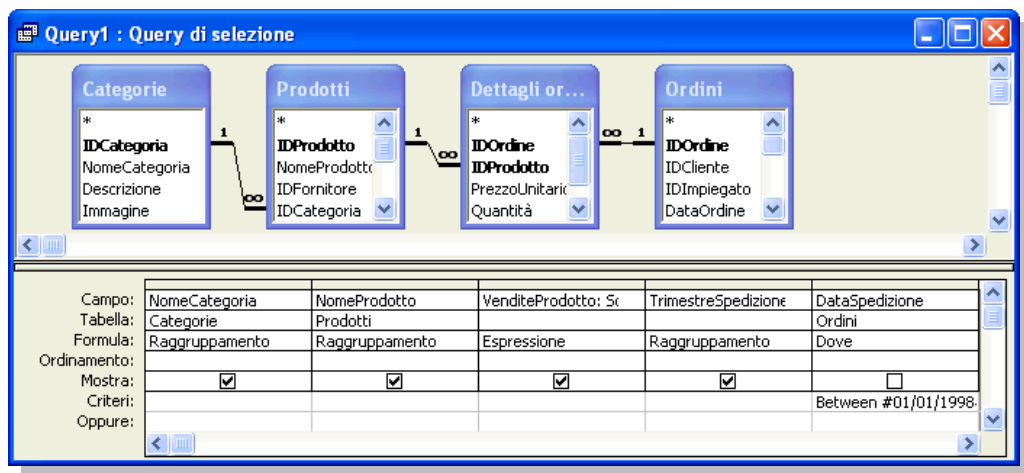 Query1 : Query di selezione
Categorie
*
IDCategoria
NomeCategoria
Descrizione
Immagine
1
∞
Prodotti
*
IDProdotto
NomeProdotto
IDFornitore
IDCategoria
1
∞
Dettagli or...
*
IDOrdine
IDProdotto
PrezzoUnitario
Quantità
∞ 1
Ordini
*
IDOrdine
IDCliente
IDImpiegato
DataOrdine
Campo: NomeCategoria NomeProdotto VenditeProdotto: Sc TrimestreSpedizione DataSpedizione
Tabella: Categorie Prodotti Ordini
Formula: Raggruppamento Raggruppamento Espressione Raggruppamento Dove
Ordinamento:
Mostra:
Criteri: Between #01/01/1998
Oppure: